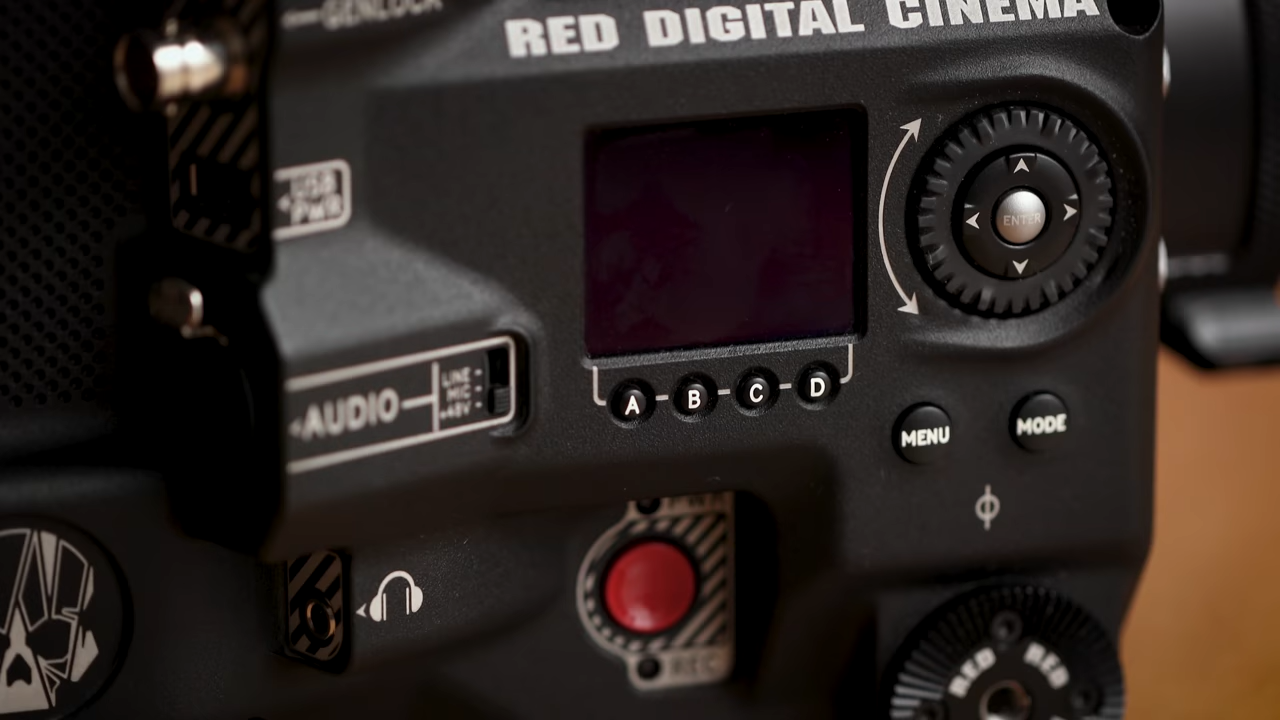 GENLOCK
RED DIGITAL CINEMA
USB
PWR
ENTER
AUDIO
LINE
MIC
+48V
A B C D
MENU
MODE
REC
RED RED